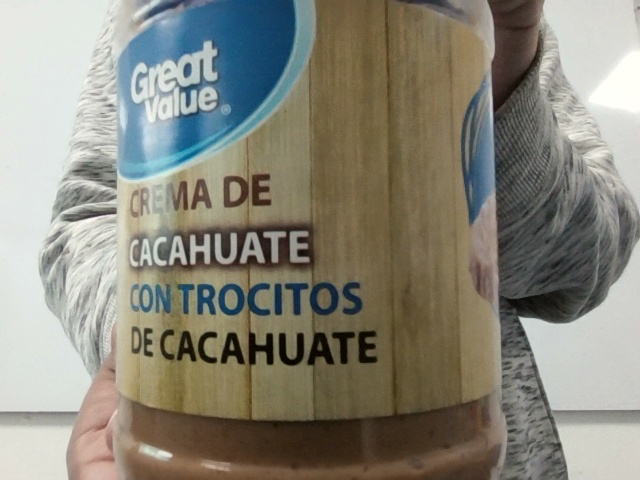 Great
Value®
CREMA DE
CACAHUATE
CON TROCITOS
DE CACAHUATE